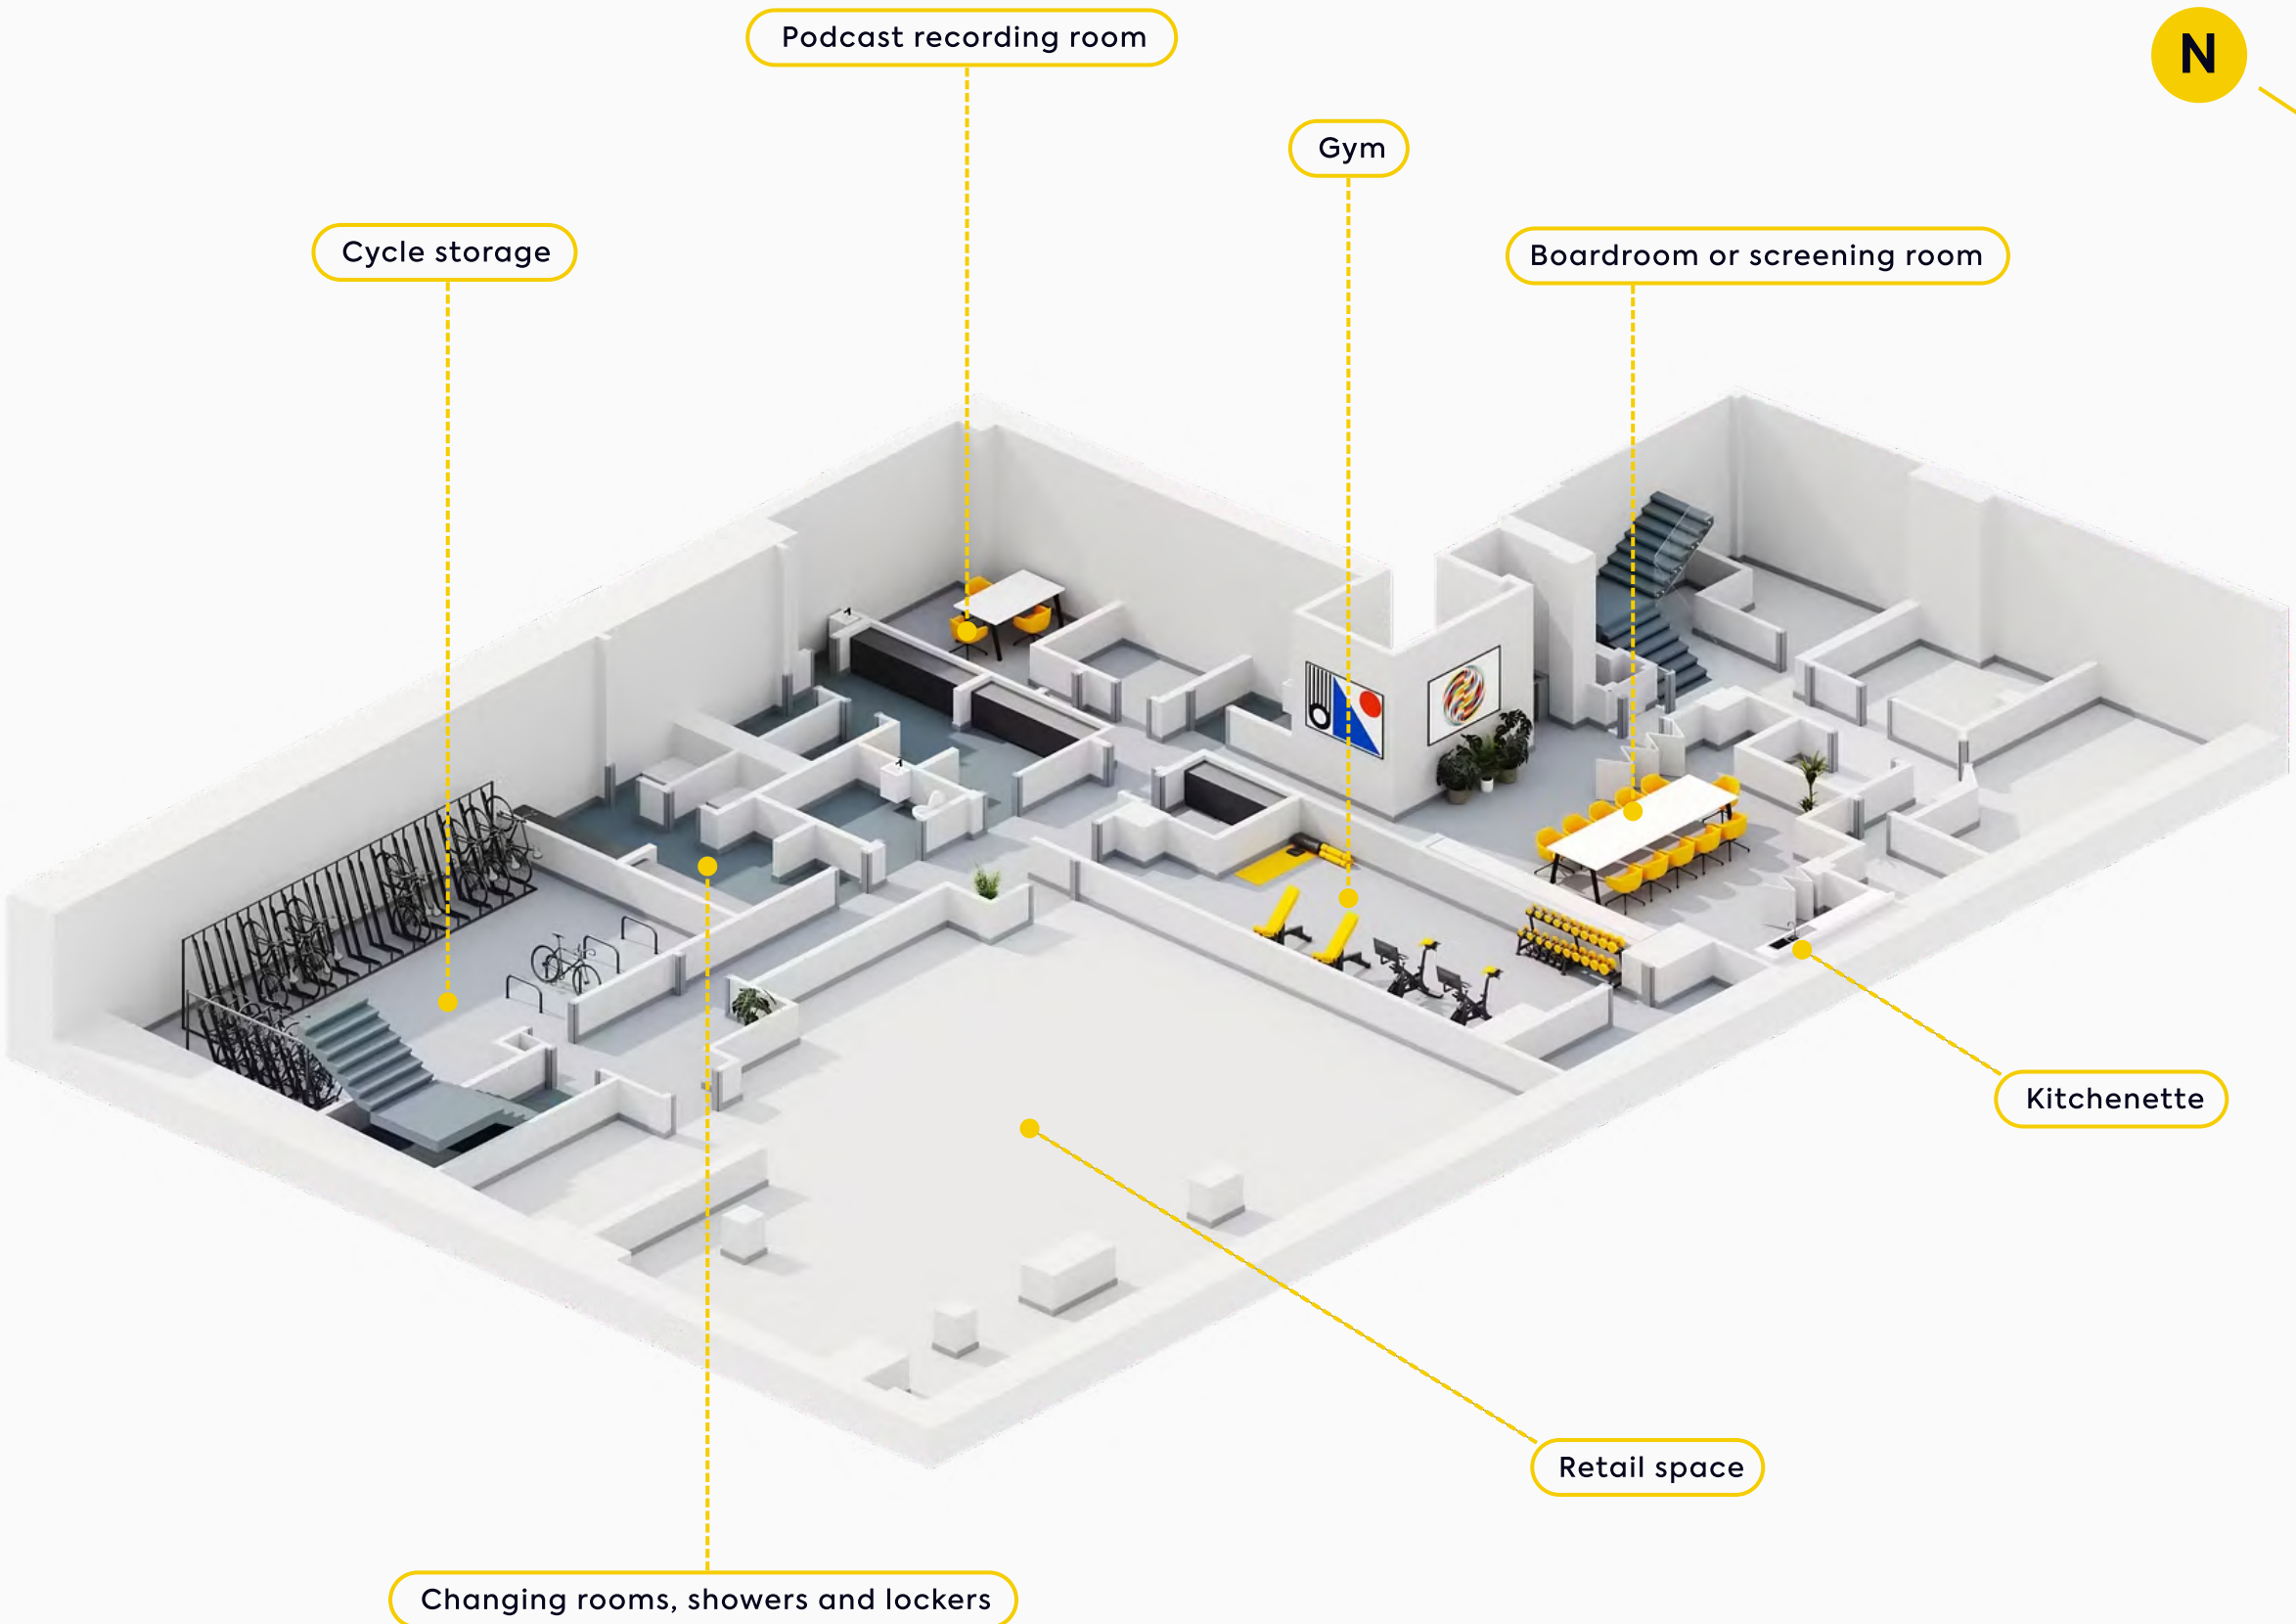 Podcast recording room
N
Gym
Cycle storage
Boardroom or screening room
Kitchenette
Retail space
Changing rooms, showers and lockers